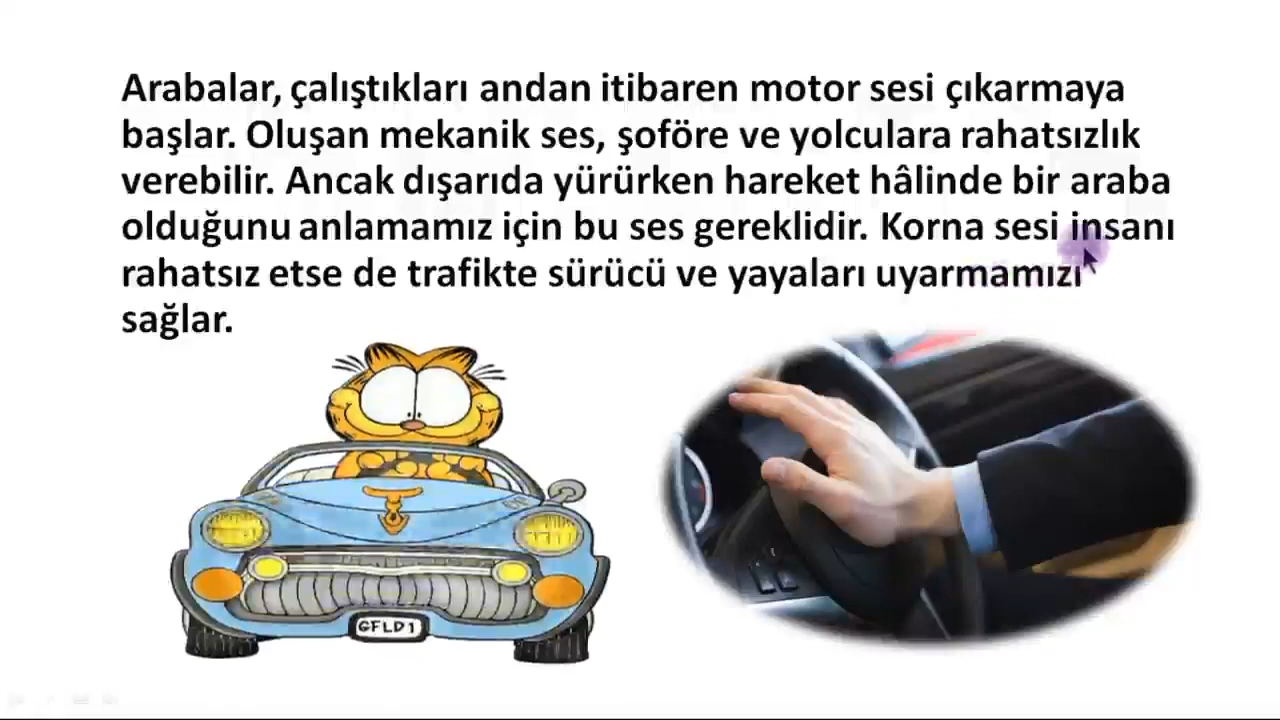 Arabalar, çalıştıkları andan itibaren motor sesi çıkarmaya
başlar. Oluşan mekanik ses, şoföre ve yolculara rahatsızlık
verebilir. Ancak dışarıda yürürken hareket hâlinde bir araba
olduğunu anlamamız için bu ses gereklidir. Korna sesi insanı
rahatsız etse de trafikte sürücü ve yayaları uyarmamızı
sağlar.
GFLD1